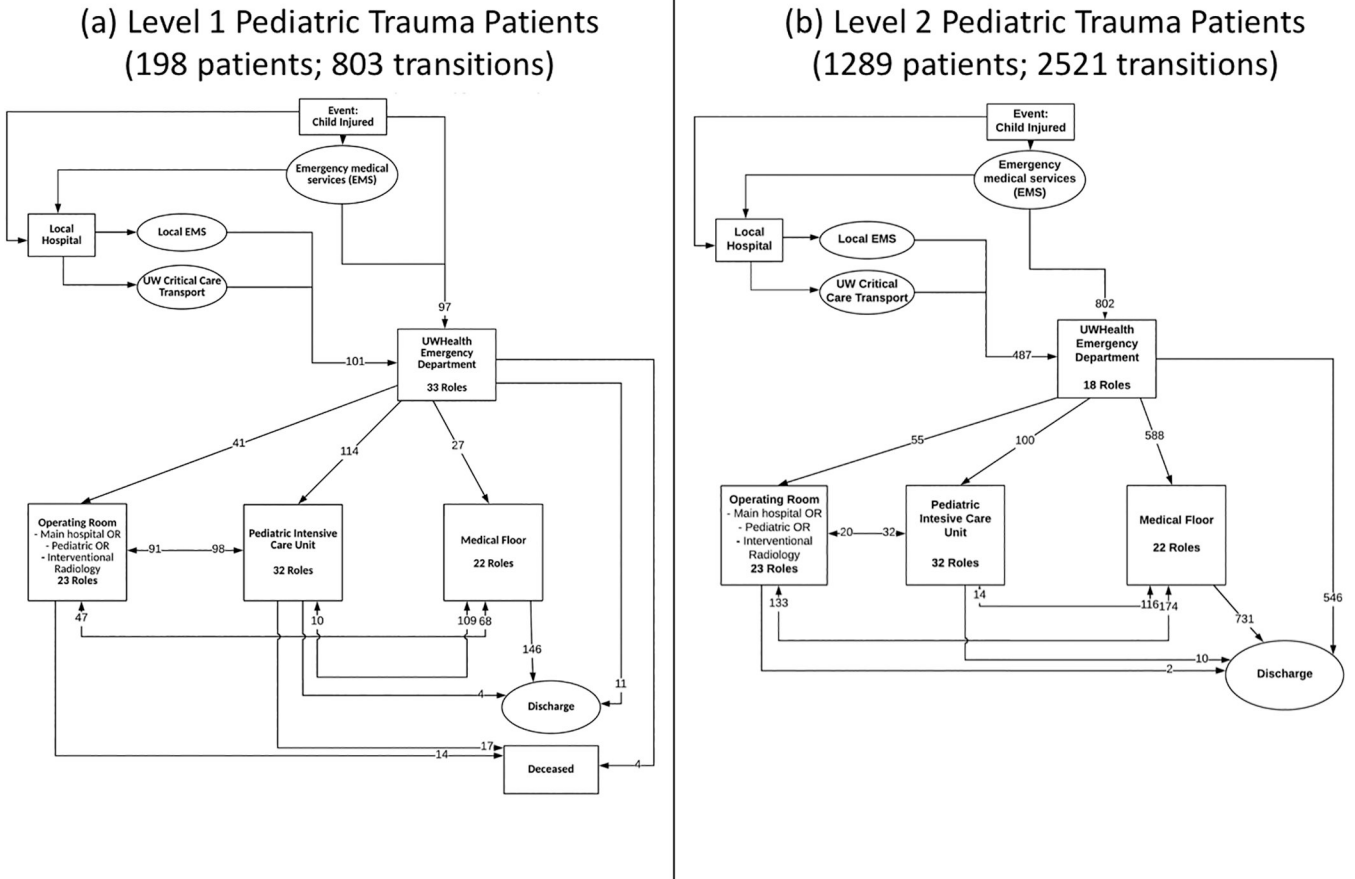 (a) Level 1 Pediatric Trauma Patients
(198 patients; 803 transitions)
Event:
Child Injured
Emergency medical
services (EMS)
Local
Hospital
Local EMS
UW Critical Care
Transport
97
101
UWHealth
Emergency
Department
33 Roles
41
114
27
Operating Room
- Main hospital OR
- Pediatric OR
- Interventional
Radiology
23 Roles
91
98
Pediatric Intensive
Care Unit
32 Roles
Medical Floor
22 Roles
47
10
109
68
146
4
11
Discharge
17
14
4
Deceased
(b) Level 2 Pediatric Trauma Patients
(1289 patients; 2521 transitions)
Event:
Child Injured
Emergency
medical services
(EMS)
Local
Hospital
Local EMS
UW Critical
Care Transport
802
487
UWHealth
Emergency
Department
18 Roles
55
100
588
Operating Room
- Main hospital OR
- Pediatric OR
- Interventional
Radiology
23 Roles
20
32
Pediatric
Intesive Care
Unit
32 Roles
Medical Floor
22 Roles
133
14
116
174
731
546
10
2
Discharge